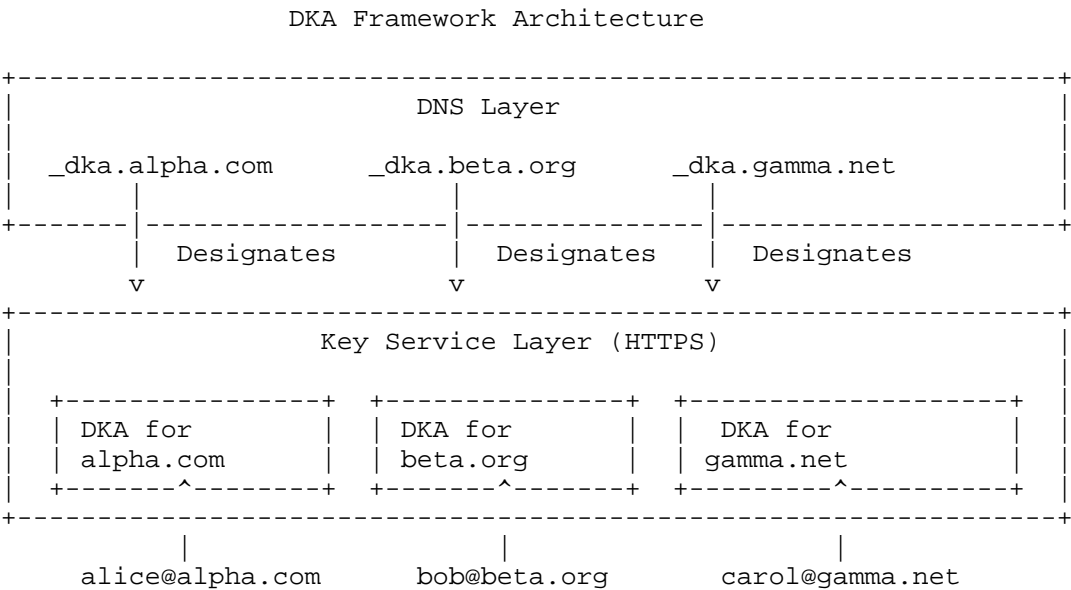 DKA Framework Architecture
DNS Layer
_dka.alpha.com _dka.beta.org _dka.gamma.net
Designates Designates Designates
v v v
Key Service Layer (HTTPS)
DKA for DKA for DKA for
alpha.com beta.org gamma.net
alice@alpha.com bob@beta.org carol@gamma.net